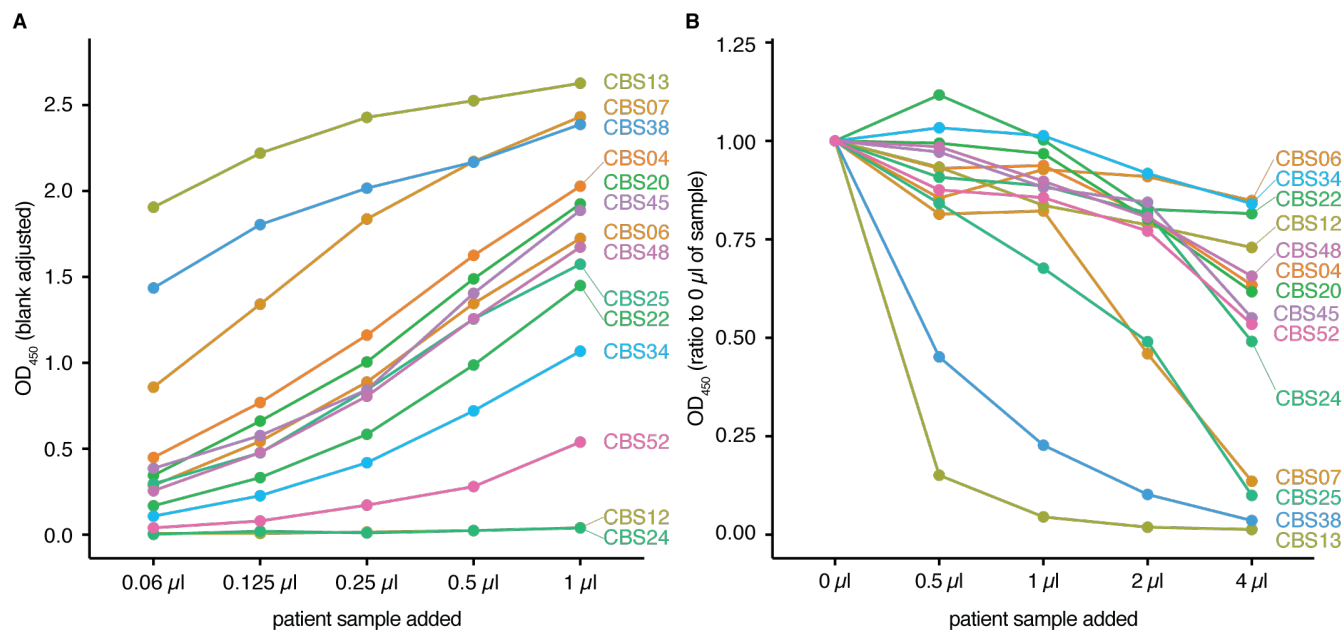 A
OD450 (blank adjusted)
2.5
2.0
1.5
1.0
0.5
0.0
CBS13
CBS07
CBS38
CBS04
CBS20
CBS45
CBS06
CBS48
CBS25
CBS22
CBS34
CBS52
CBS12
CBS24
0.06 µl 0.125 µl 0.25 µl 0.5 µl 1 µl
patient sample added
B
OD450 (ratio to 0 µl of sample)
1.25
1.00
0.75
0.50
0.25
0.00
CBS06
CBS34
CBS22
CBS12
CBS48
CBS04
CBS20
CBS45
CBS52
CBS24
CBS07
CBS25
CBS38
CBS13
0 µl 0.5 µl 1 µl 2 µl 4 µl
patient sample added